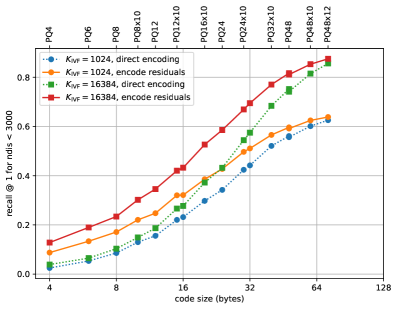 PQ4
PQ6
PQ8
PQ8x10
PQ12
PQ12x10
PQ16x10
PQ24
PQ24x10
PQ32x10
PQ48
PQ48x10
PQ48x12
K_IVF = 1024, direct encoding
K_IVF = 1024, encode residuals
K_IVF = 16384, direct encoding
K_IVF = 16384, encode residuals
recall @ 1 for ndis < 3000
0.8
0.6
0.4
0.2
0.0
4 8 16 32 64 128
code size (bytes)